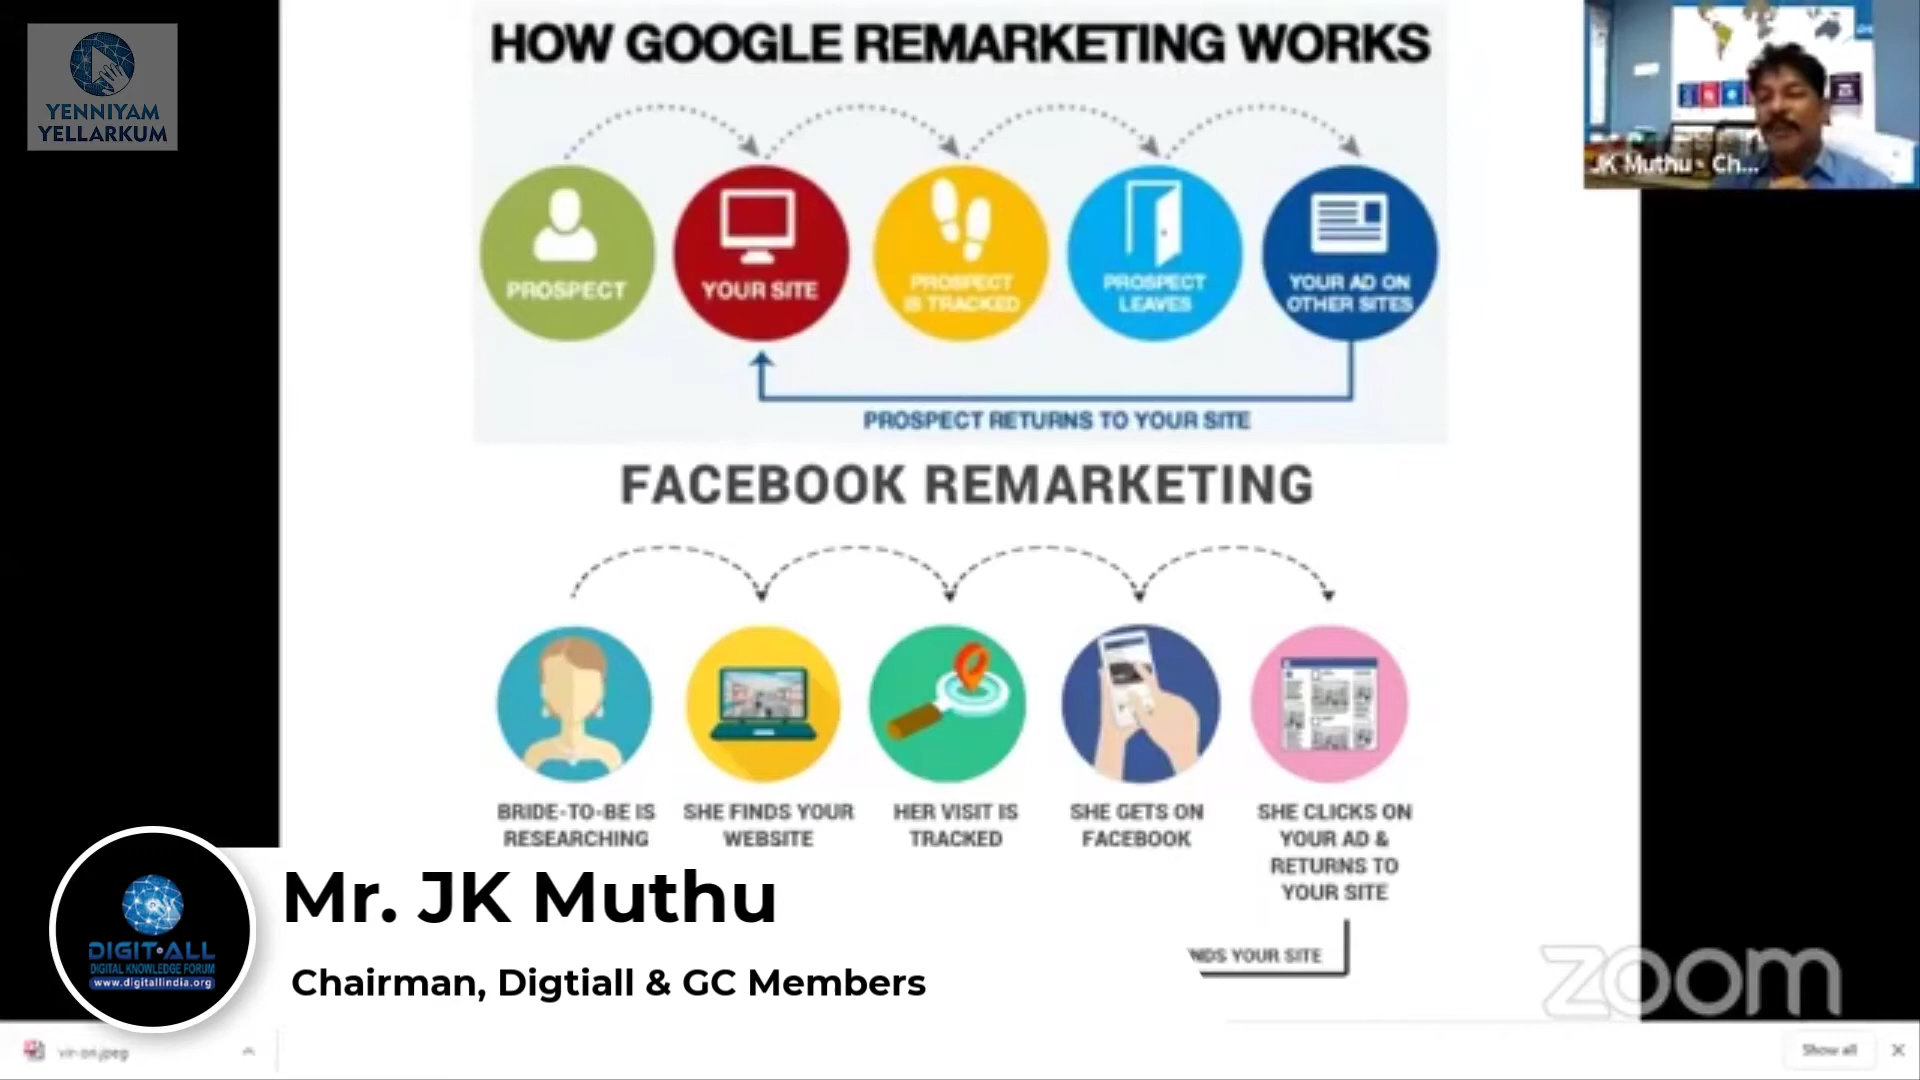 YENNIYAM
YELLARKUM
HOW GOOGLE REMARKETING WORKS
JK Muthu - Ch...
PROSPECT
YOUR SITE
PROSPECT
IS TRACKED
PROSPECT
LEAVES
YOUR AD ON
OTHER SITES
PROSPECT RETURNS TO YOUR SITE
FACEBOOK REMARKETING
BRIDE-TO-BE IS
RESEARCHING
SHE FINDS YOUR
WEBSITE
HER VISIT IS
TRACKED
SHE GETS ON
FACEBOOK
SHE CLICKS ON
YOUR AD &
RETURNS TO
YOUR SITE
NDS YOUR SITE
DIGIT•ALL
DIGITAL KNOWLEDGE FORUM
www.digitallindia.org
Mr. JK Muthu
Chairman, Digtiall & GC Members
zoom
vir-ori.jpeg
Show all